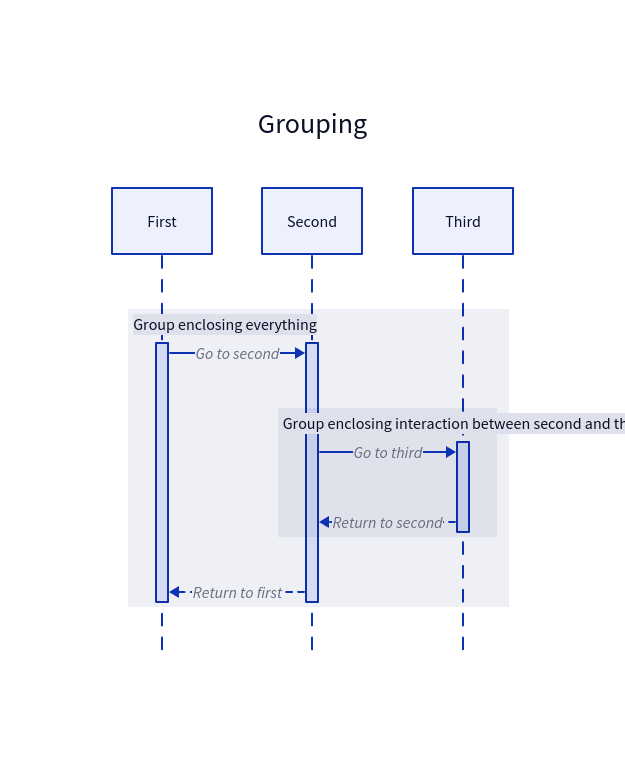 Grouping
First
Second
Third
Group enclosing everything
Go to second
Group enclosing interaction between second and
Go to third
Return to second
Return to first